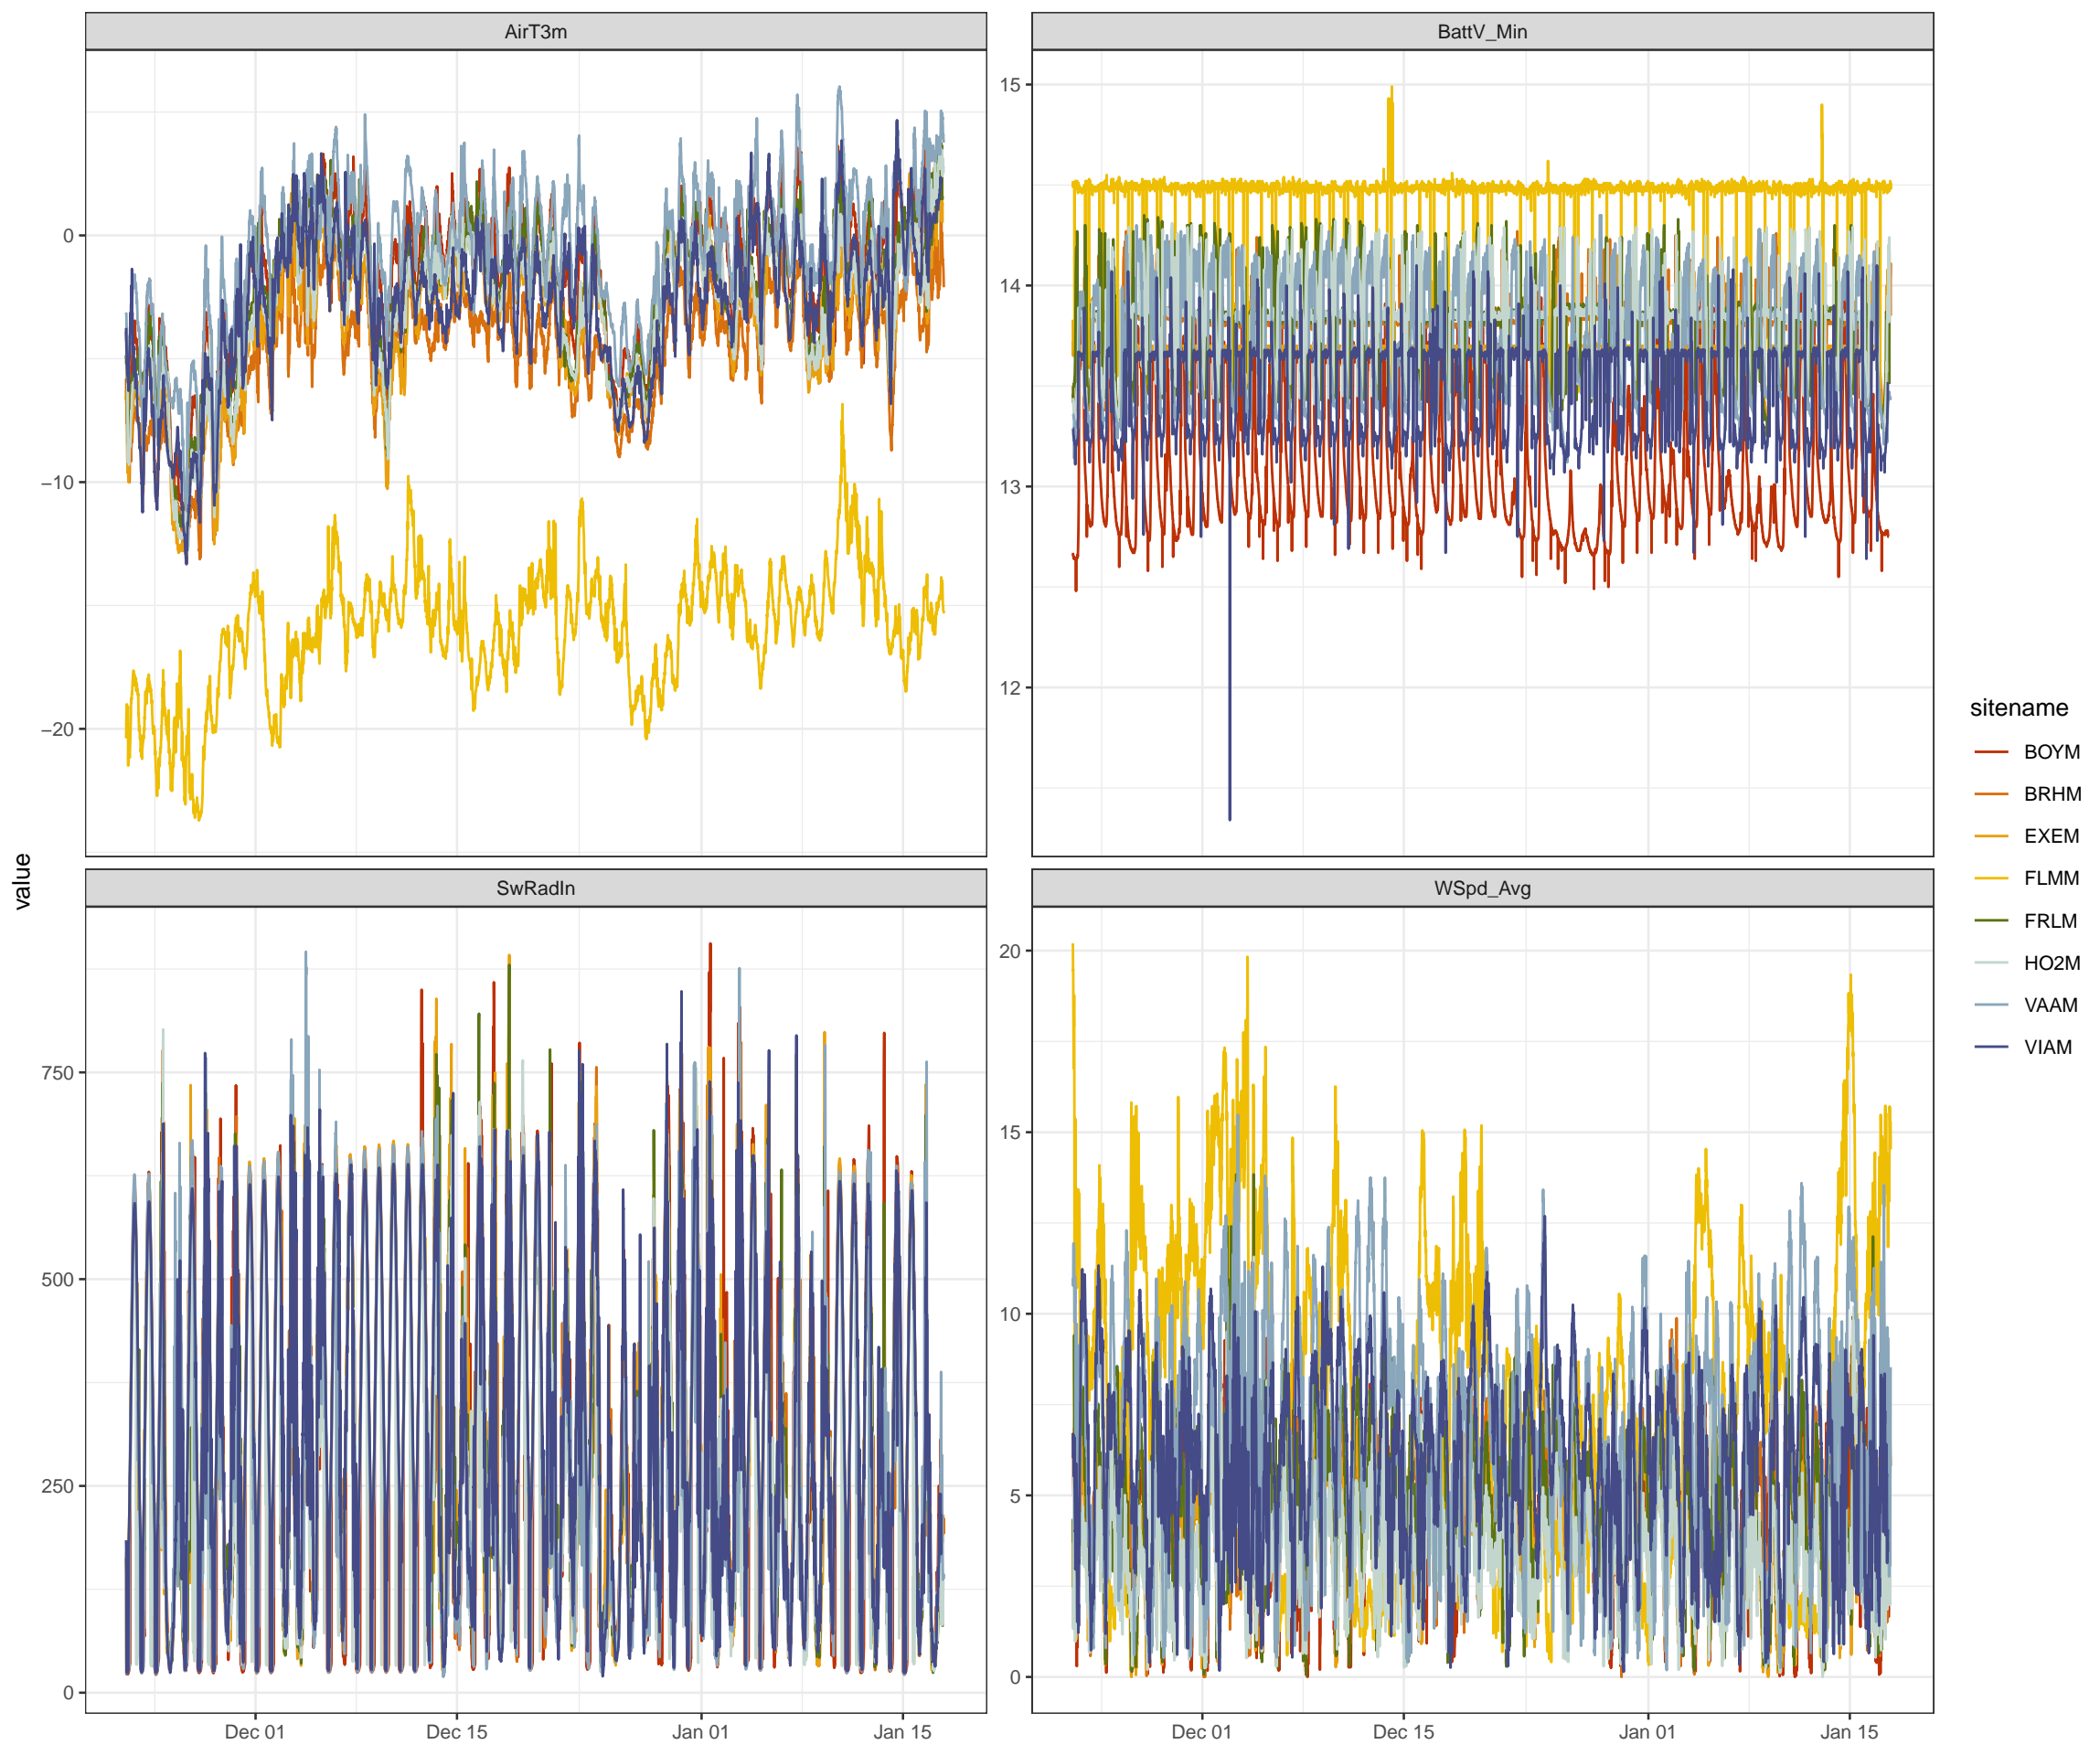 AirT3m
BattV_Min
0
−10
−20
15
14
13
12
value
SwRadIn
WSpd_Avg
750
500
250
0
20
15
10
5
0
Dec 01
Dec 15
Jan 01
Jan 15
Dec 01
Dec 15
Jan 01
Jan 15
sitename
BOYM
BRHM
EXEM
FLMM
FRLM
HO2M
VAAM
VIAM